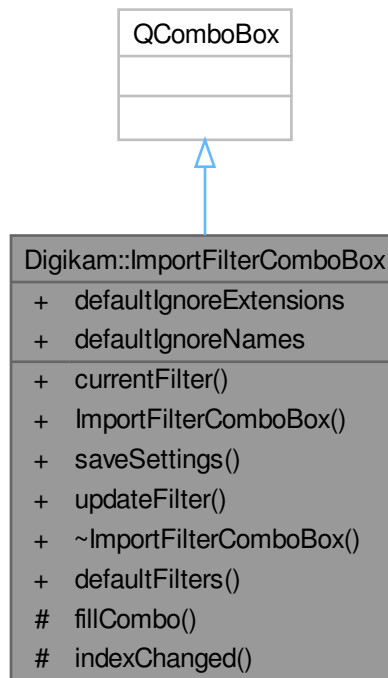 QComboBox
Digikam::ImportFilterComboBox
+ defaultIgnoreExtensions
+ defaultIgnoreNames
+ currentFilter()
+ ImportFilterComboBox()
+ saveSettings()
+ updateFilter()
+ ~ImportFilterComboBox()
+ defaultFilters()
# fillCombo()
# indexChanged()